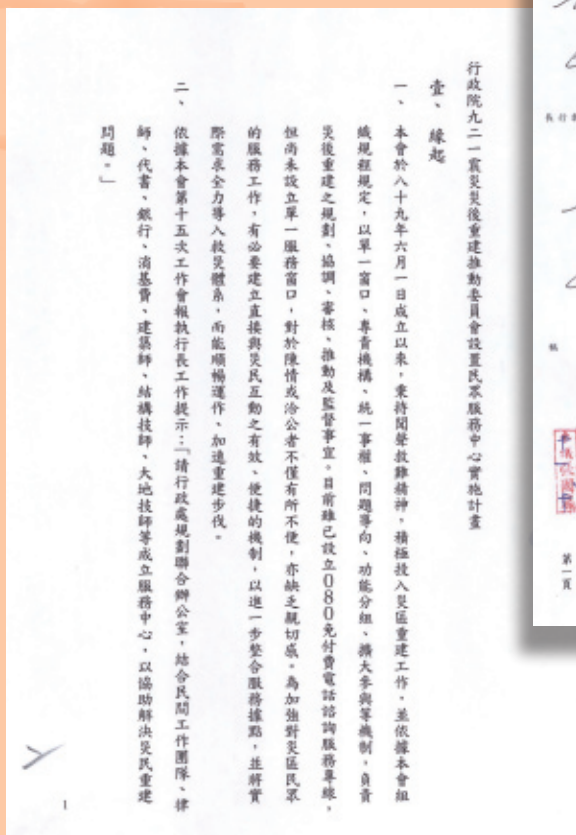 行政院九二一震災災後重建推動委員會設置民眾服務中心實施計畫
壹、緣起
一、本會於八十九年六月一日成立以來，秉持聞聲救難精神，積極投入災區重建工作，並依據本會組
織規程規定，以單一窗口、專責機構、統一事權、問題導向、功能分組、擴大參與等機制，負責
災後重建之規劃、協調、審核、推動及監督事宜。目前雖已設立080免付費電話諮詢服務專線，
但尚未設立單一服務窗口，對於陳情或洽公者不僅有所不便，亦缺乏親切感。為加強對災區民眾
的服務工作，有必要建立直接與災民互動之有效、便捷的機制，以進一步整合服務據點，並將實
際需求全力導入救災體系，而能順暢運作、加速重建步伐。
二、依據本會第十五次工作會報執行長工作提示：「請行政處規劃聯合辦公室，結合民間工作團隊、律
師、代書、銀行、消基費、建築師、結構技師、大地技師等成立服務中心，以協助解決災民重建
問題。」
1
第一頁